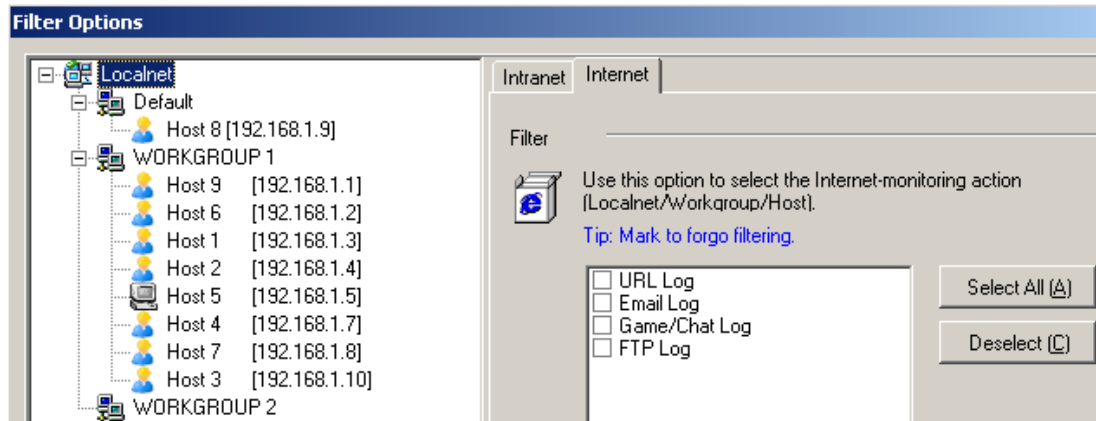 Filter Options
Localnet
Default
Host 8 [192.168.1.9]
WORKGROUP 1
Host 9 [192.168.1.1]
Host 6 [192.168.1.2]
Host 1 [192.168.1.3]
Host 2 [192.168.1.4]
Host 5 [192.168.1.5]
Host 4 [192.168.1.7]
Host 7 [192.168.1.8]
Host 3 [192.168.1.10]
WORKGROUP 2
Intranet Internet
Filter
Use this option to select the Internet-monitoring action
(Localnet/Workgroup/Host).
Tip: Mark to forgo filtering.
URL Log
Email Log
Game/Chat Log
FTP Log
Select All (A)
Deselect (C)